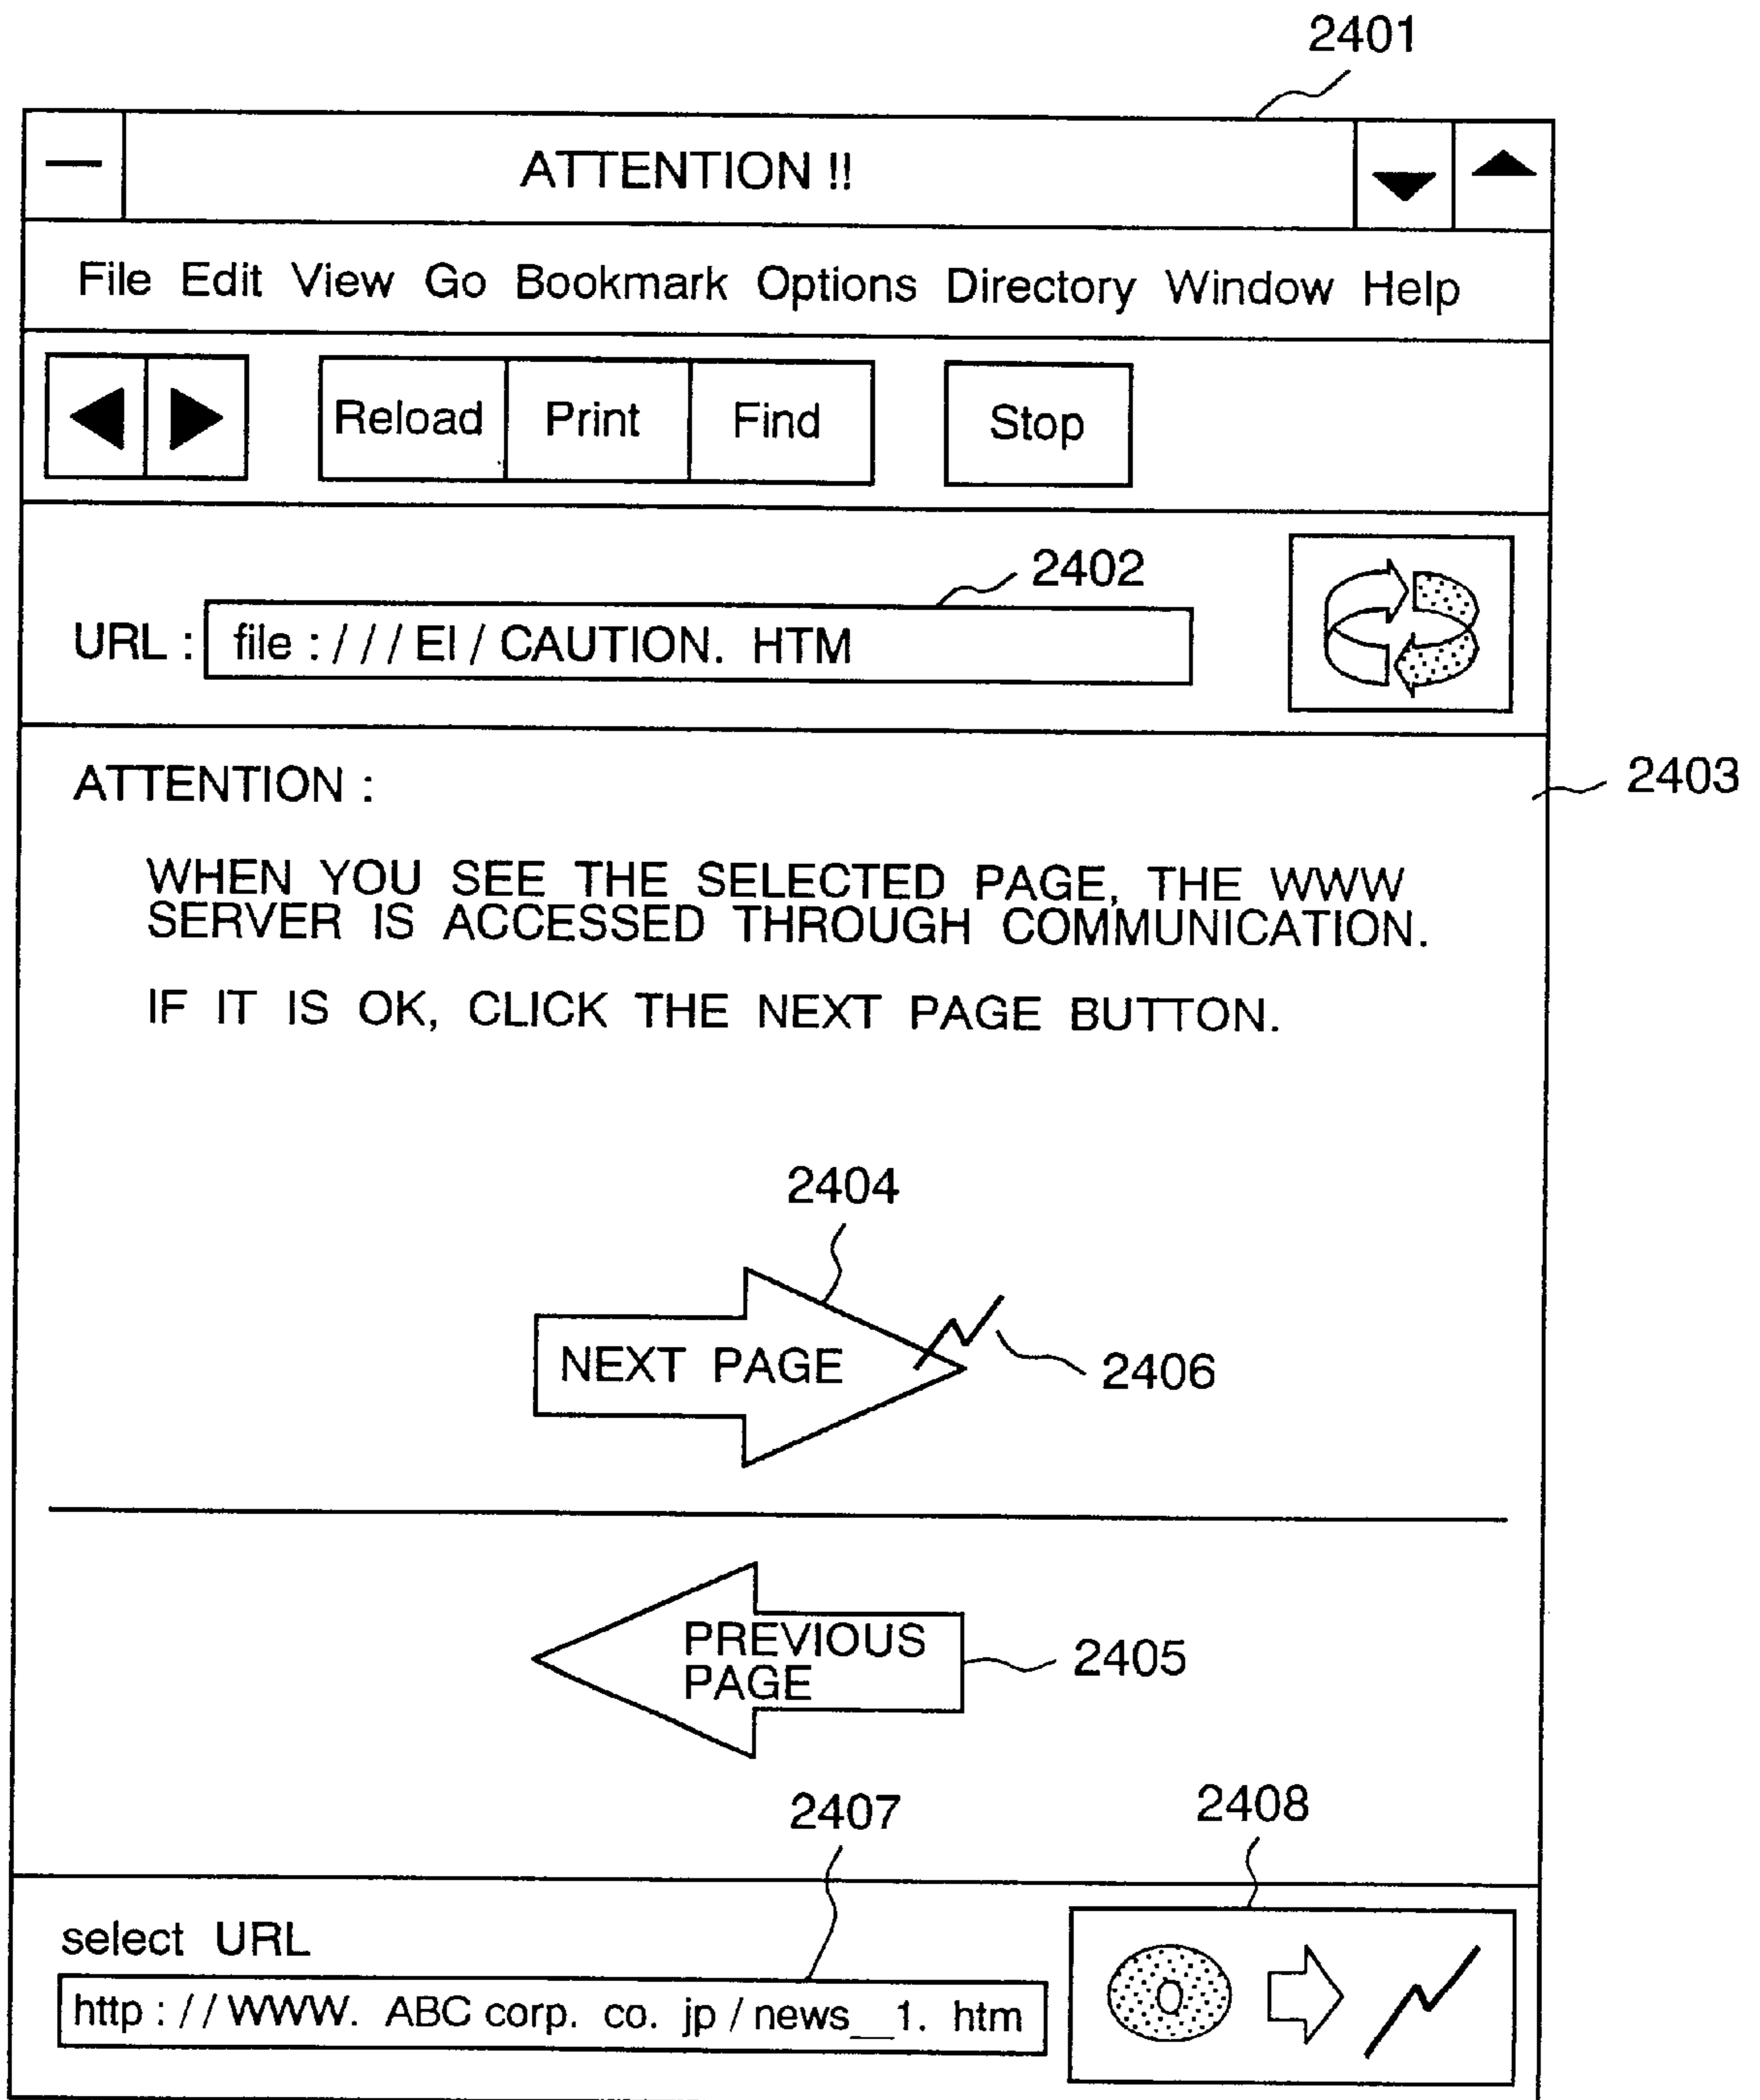 2401
ATTENTION !!
File Edit View Go Bookmark Options Directory Window Help
Reload Print Find Stop
2402
URL : file : / / / EI / CAUTION. HTM
2403
ATTENTION :
WHEN YOU SEE THE SELECTED PAGE, THE WWW
SERVER IS ACCESSED THROUGH COMMUNICATION.
IF IT IS OK, CLICK THE NEXT PAGE BUTTON.
2404
NEXT PAGE
2406
PREVIOUS
PAGE
2405
2407
2408
select URL
http : / / WWW. ABC corp. co. jp / news__1. htm